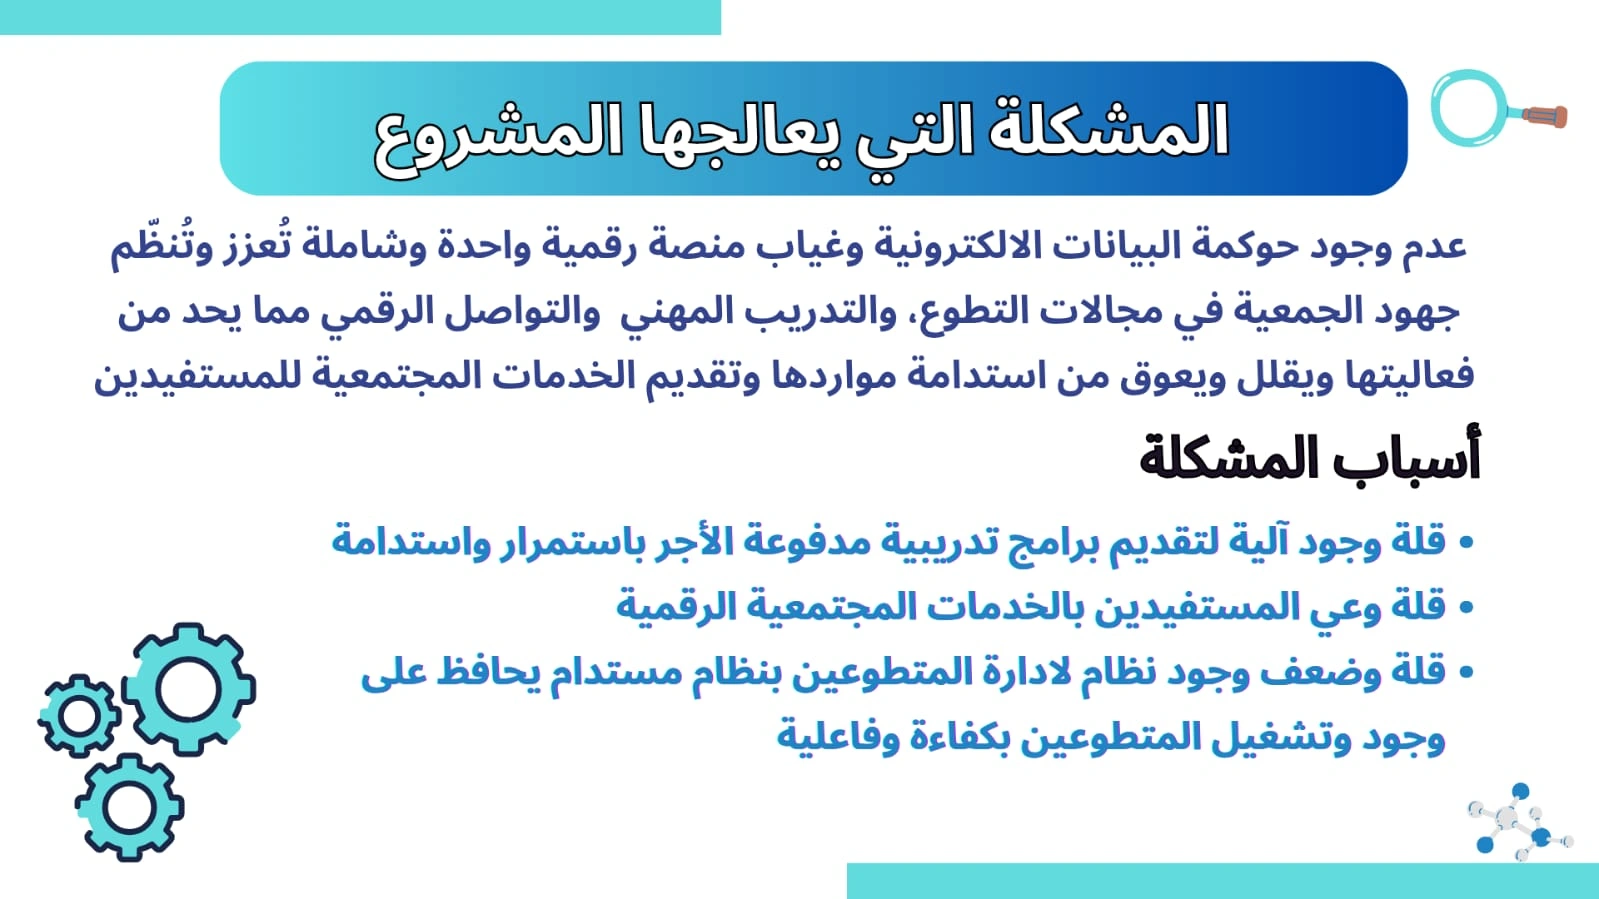 المشكلة التي يعالجها المشروع
عدم وجود حوكمة البيانات الالكترونية وغياب منصة رقمية واحدة وشاملة تُعزز وتُنظّم
جهود الجمعية في مجالات التطوع، والتدريب المهني والتواصل الرقمي مما يحد من
فعاليتها ويقلل ويعوق من استدامة مواردها وتقديم الخدمات المجتمعية للمستفيدين
أسباب المشكلة
• قلة وجود آلية لتقديم برامج تدريبية مدفوعة الأجر باستمرار واستدامة
• قلة وعي المستفيدين بالخدمات المجتمعية الرقمية
• قلة وضعف وجود نظام لادارة المتطوعين بنظام مستدام يحافظ على
وجود وتشغيل المتطوعين بكفاءة وفاعلية